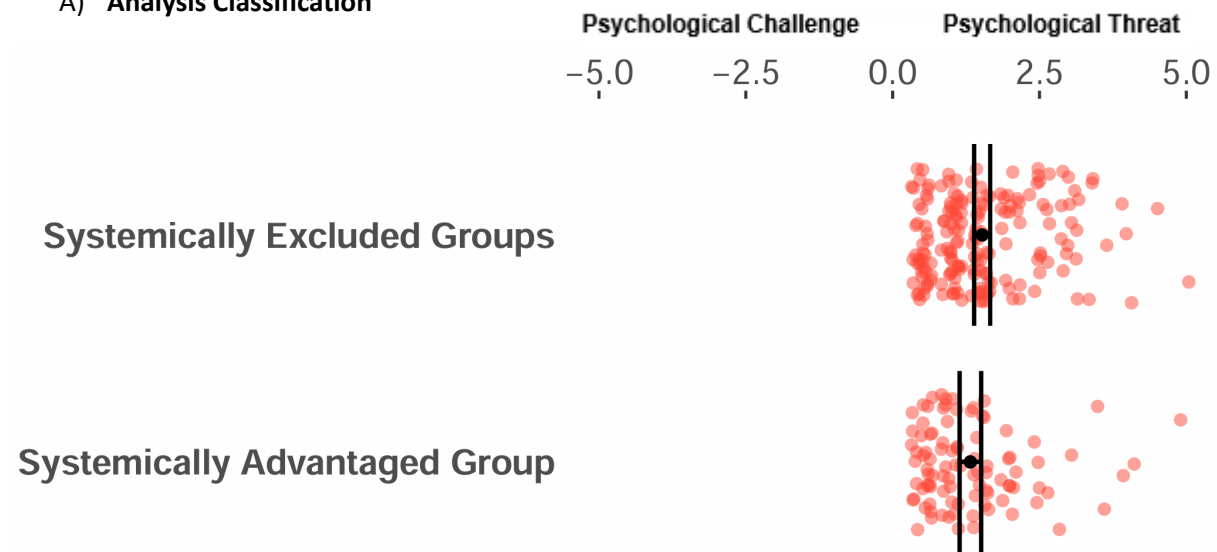 A) Analysis Classification
Psychological Challenge Psychological Threat
−5.0 −2.5 0.0 2.5 5.0
Systemically Excluded Groups
Systemically Advantaged Group